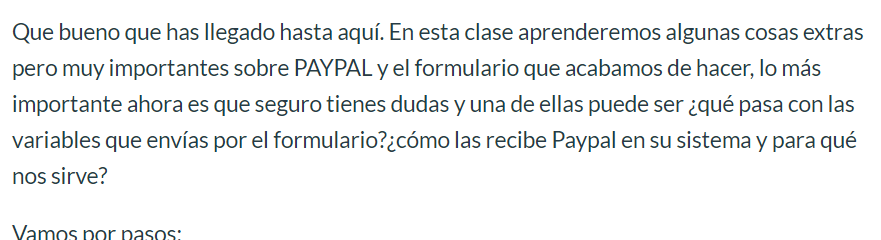 Que bueno que has llegado hasta aquí. En esta clase aprenderemos algunas cosas extras
pero muy importantes sobre PAYPAL y el formulario que acabamos de hacer, lo más
importante ahora es que seguro tienes dudas y una de ellas puede ser ¿qué pasa con las
variables que envías por el formulario?¿cómo las recibe Paypal en su sistema y para qué
nos sirve?
Vamos por pasos: